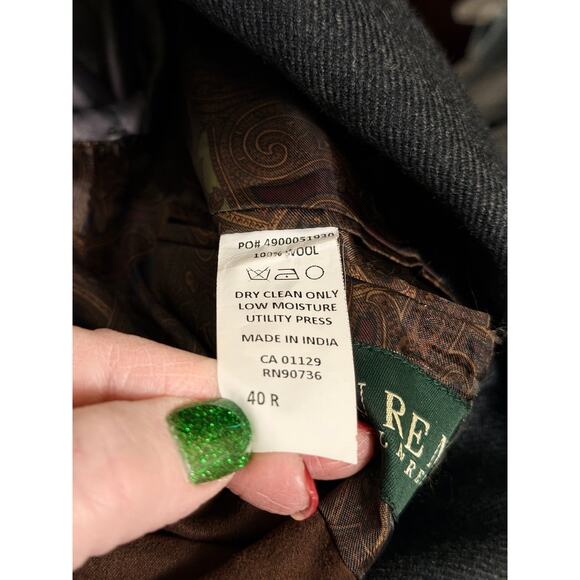 PO# 4900051930
100% WOOL
DRY CLEAN ONLY
LOW MOISTURE
UTILITY PRESS
MADE IN INDIA
CA 01129
RN90736
40 R